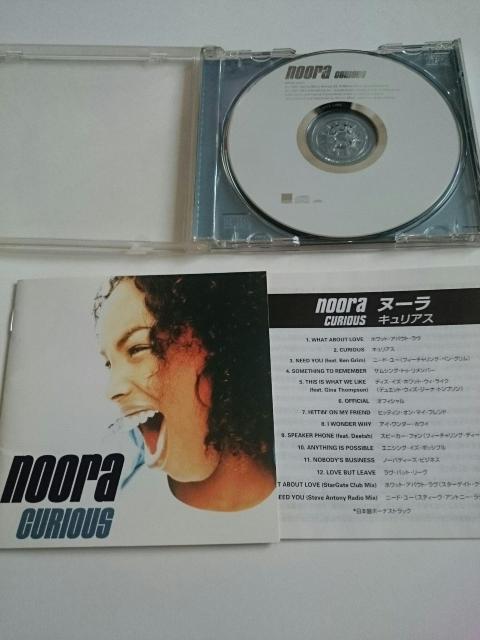 noora CURIOUS
noora
CURIOUS
noora ヌーラ
CURIOUS キュリアス
1. WHAT ABOUT LOVE ホワット・アバウト・ラヴ
2. CURIOUS キュリアス
3. NEED YOU (feat. Ken Grim) ニード・ユー(フィーチャリング・ベン・グリム)
4. SOMETHING TO REMEMBER サムシング・トゥ・リメンバー
5. THIS IS WHAT WE LIKE ディス・イズ・ホワット・ウィ・ライク
(feat. Gina Thompson) (デュエット・ウィズ・ジーナ・トンプソン)
6. OFFICIAL オフィシャル
7. HITTIN' ON MY FRIEND ヒッティン・オン・マイ・フレンド
8. I WONDER WHY アイ・ワンダー・ホワイ
9. SPEAKER PHONE (feat. Deetah) スピーカー・フォン(フィーチャリング・ディー
10. ANYTHING IS POSSIBLE エニシング・イズ・ポッシブル
11. NOBODY'S BUSINESS ノーバディーズ・ビジネス
12. LOVE BUT LEAVE ラヴ・バット・リーヴ
T ABOUT LOVE (StarGate Club Mix) ホワット・アバウト・ラヴ(スターゲイト・ク
EED YOU (Steve Antony Radio Mix) ニード・ユー(スティーヴ・アントニー・ラ
*日本盤ボーナストラック